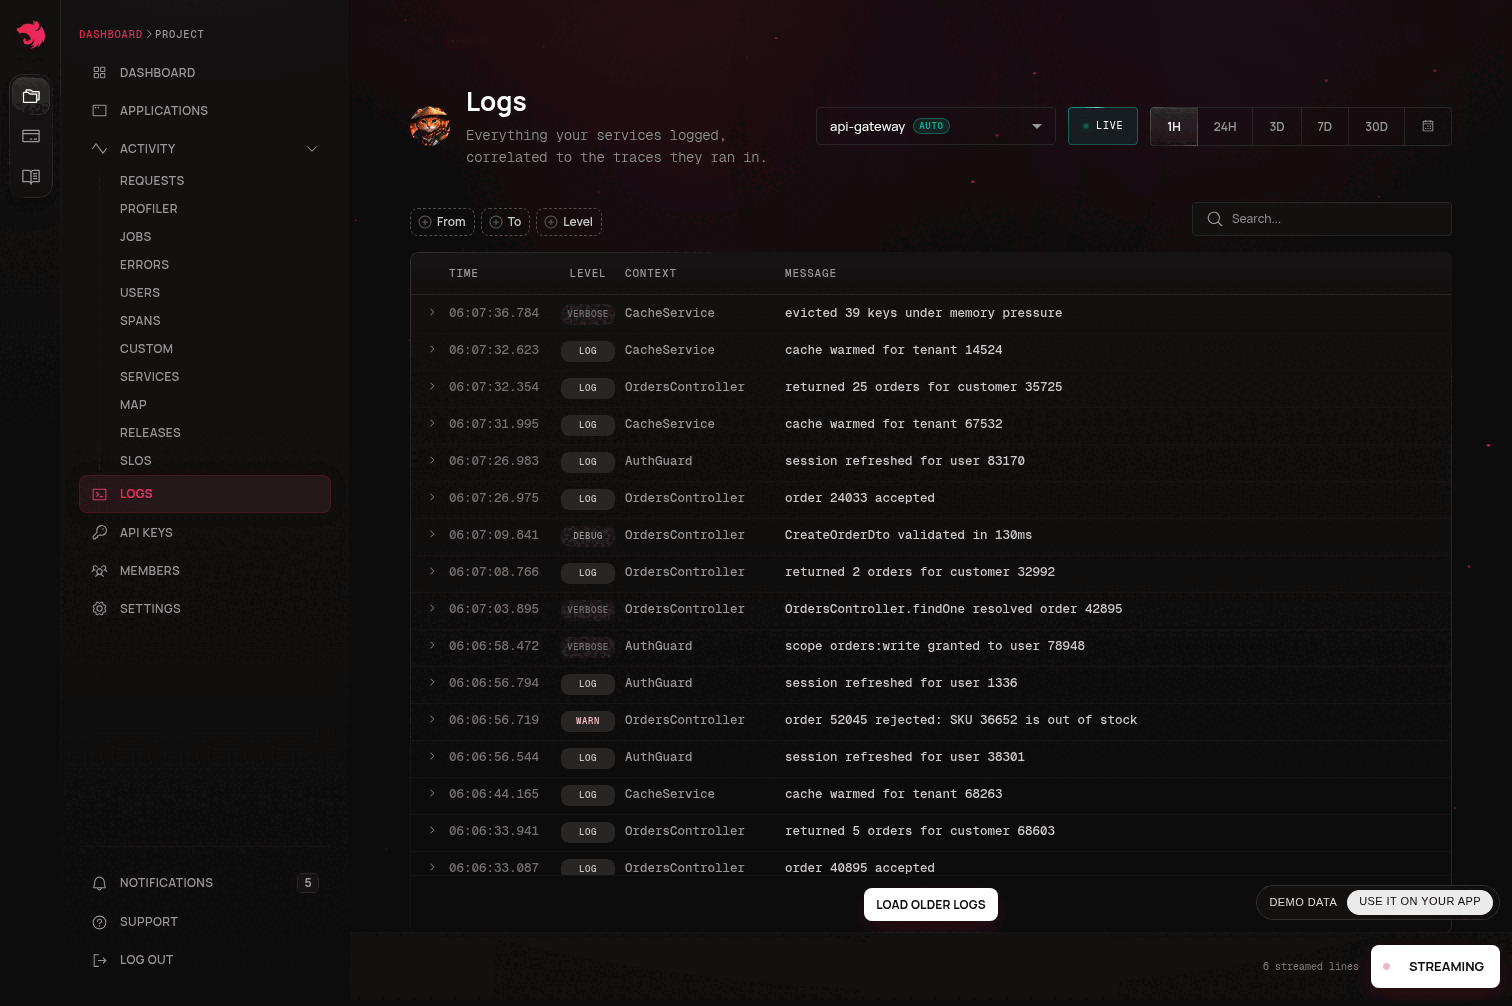 DASHBOARD > PROJECT
DASHBOARD
APPLICATIONS
ACTIVITY
REQUESTS
PROFILER
JOBS
ERRORS
USERS
SPANS
CUSTOM
SERVICES
MAP
RELEASES
SLOS
LOGS
API KEYS
MEMBERS
SETTINGS
NOTIFICATIONS 5
SUPPORT
LOG OUT
Logs
Everything your services logged,
correlated to the traces they ran in.
api-gateway AUTO
LIVE
1H 24H 3D 7D 30D
From To Level
Search...
TIME LEVEL CONTEXT MESSAGE
06:07:36.784 VERBOSE CacheService evicted 39 keys under memory pressure
06:07:32.623 LOG CacheService cache warmed for tenant 14524
06:07:32.354 LOG OrdersController returned 25 orders for customer 35725
06:07:31.995 LOG CacheService cache warmed for tenant 67532
06:07:26.983 LOG AuthGuard session refreshed for user 83170
06:07:26.975 LOG OrdersController order 24033 accepted
06:07:09.841 DEBUG OrdersController CreateOrderDto validated in 130ms
06:07:08.766 LOG OrdersController returned 2 orders for customer 32992
06:07:03.895 VERBOSE OrdersController OrdersController.findOne resolved order 42895
06:06:58.472 VERBOSE AuthGuard scope orders:write granted to user 78948
06:06:56.794 LOG AuthGuard session refreshed for user 1336
06:06:56.719 WARN OrdersController order 52045 rejected: SKU 36652 is out of stock
06:06:56.544 LOG AuthGuard session refreshed for user 38301
06:06:44.165 LOG CacheService cache warmed for tenant 68263
06:06:33.941 LOG OrdersController returned 5 orders for customer 68603
06:06:33.087 LOG OrdersController order 40895 accepted
LOAD OLDER LOGS
DEMO DATA USE IT ON YOUR APP
6 streamed lines STREAMING